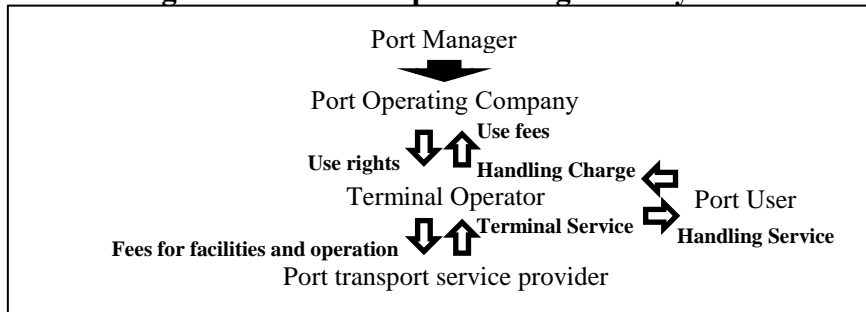 Port Manager
Port Operating Company
Use fees
Use rights
Handling Charge
Terminal Operator
Port User
Terminal Service
Handling Service
Fees for facilities and operation
Port transport service provider